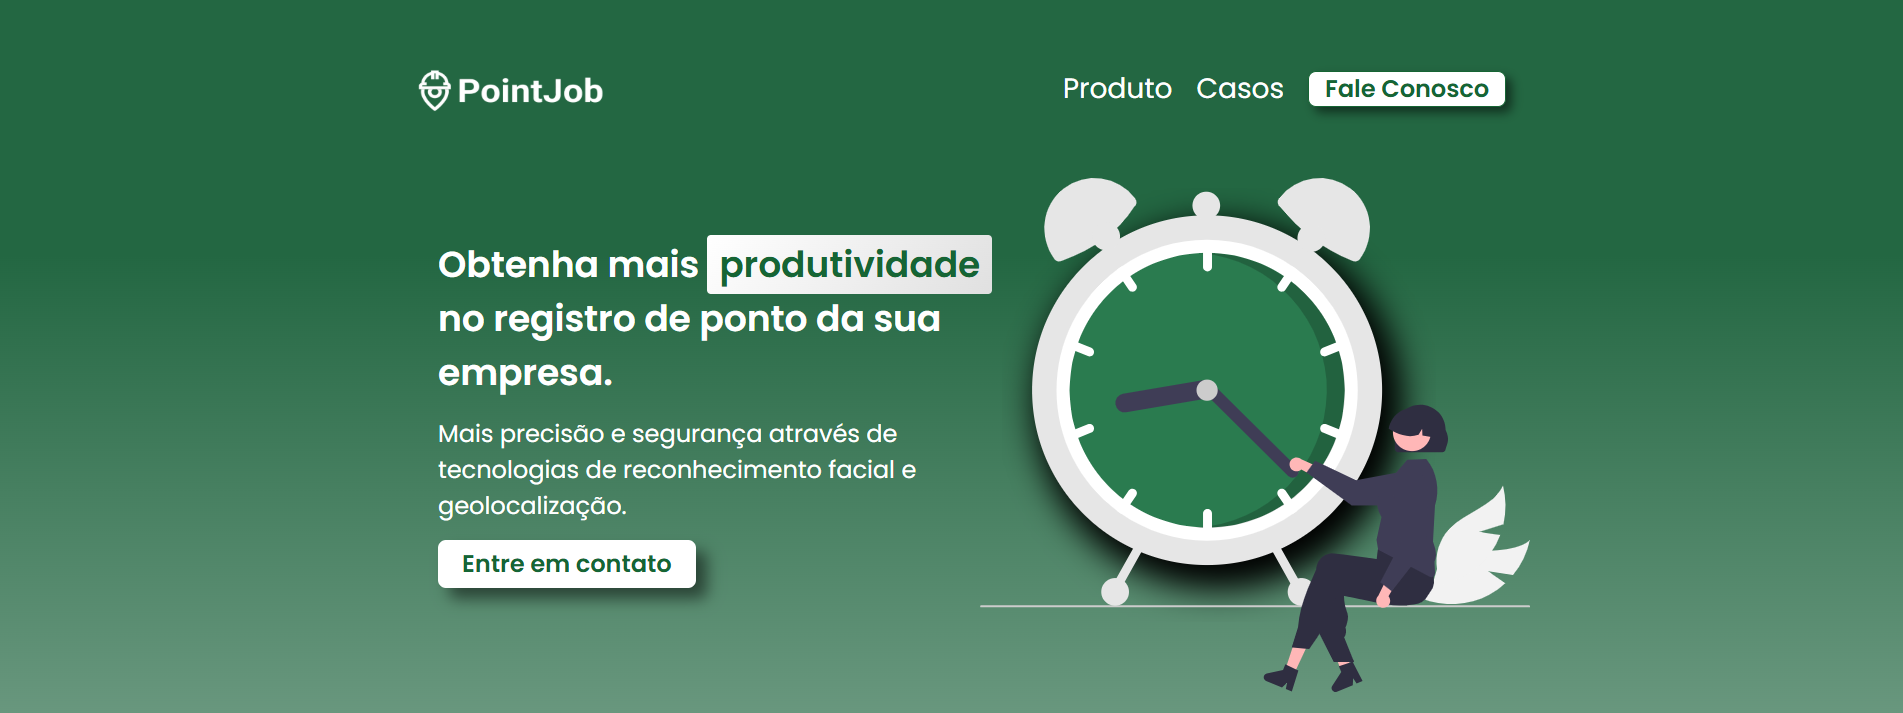 PointJob
Produto Casos Fale Conosco
Obtenha mais produtividade
no registro de ponto da sua
empresa.
Mais precisão e segurança através de
tecnologias de reconhecimento facial e
geolocalização.
Entre em contato